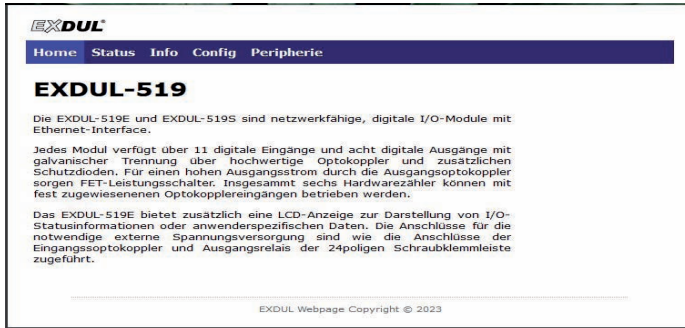 EXDUL®
Home Status Info Config Peripherie
EXDUL-519
Die EXDUL-519E und EXDUL-519S sind netzwerkfähige, digitale I/O-Module mit
Ethernet-Interface.
Jedes Modul verfügt über 11 digitale Eingänge und acht digitale Ausgänge mit
galvanischer Trennung über hochwertige Optokoppler und zusätzlichen
Schutzdioden. Für einen hohen Ausgangsstrom durch die Ausgangsoptokoppler
sorgen FET-Leistungsschalter. Insgesammt sechs Hardwarezähler können mit
fest zugewiesenenen Optokopplereingängen betrieben werden.
Das EXDUL-519E bietet zusätzlich eine LCD-Anzeige zur Darstellung von I/O-
Statusinformationen oder anwenderspezifischen Daten. Die Anschlüsse für die
notwendige externe Spannungsversorgung sind wie die Anschlüsse der
Eingangssoptokoppler und Ausgangsrelais der 24poligen Schraubklemmleiste
zugeführt.
EXDUL Webpage Copyright © 2023